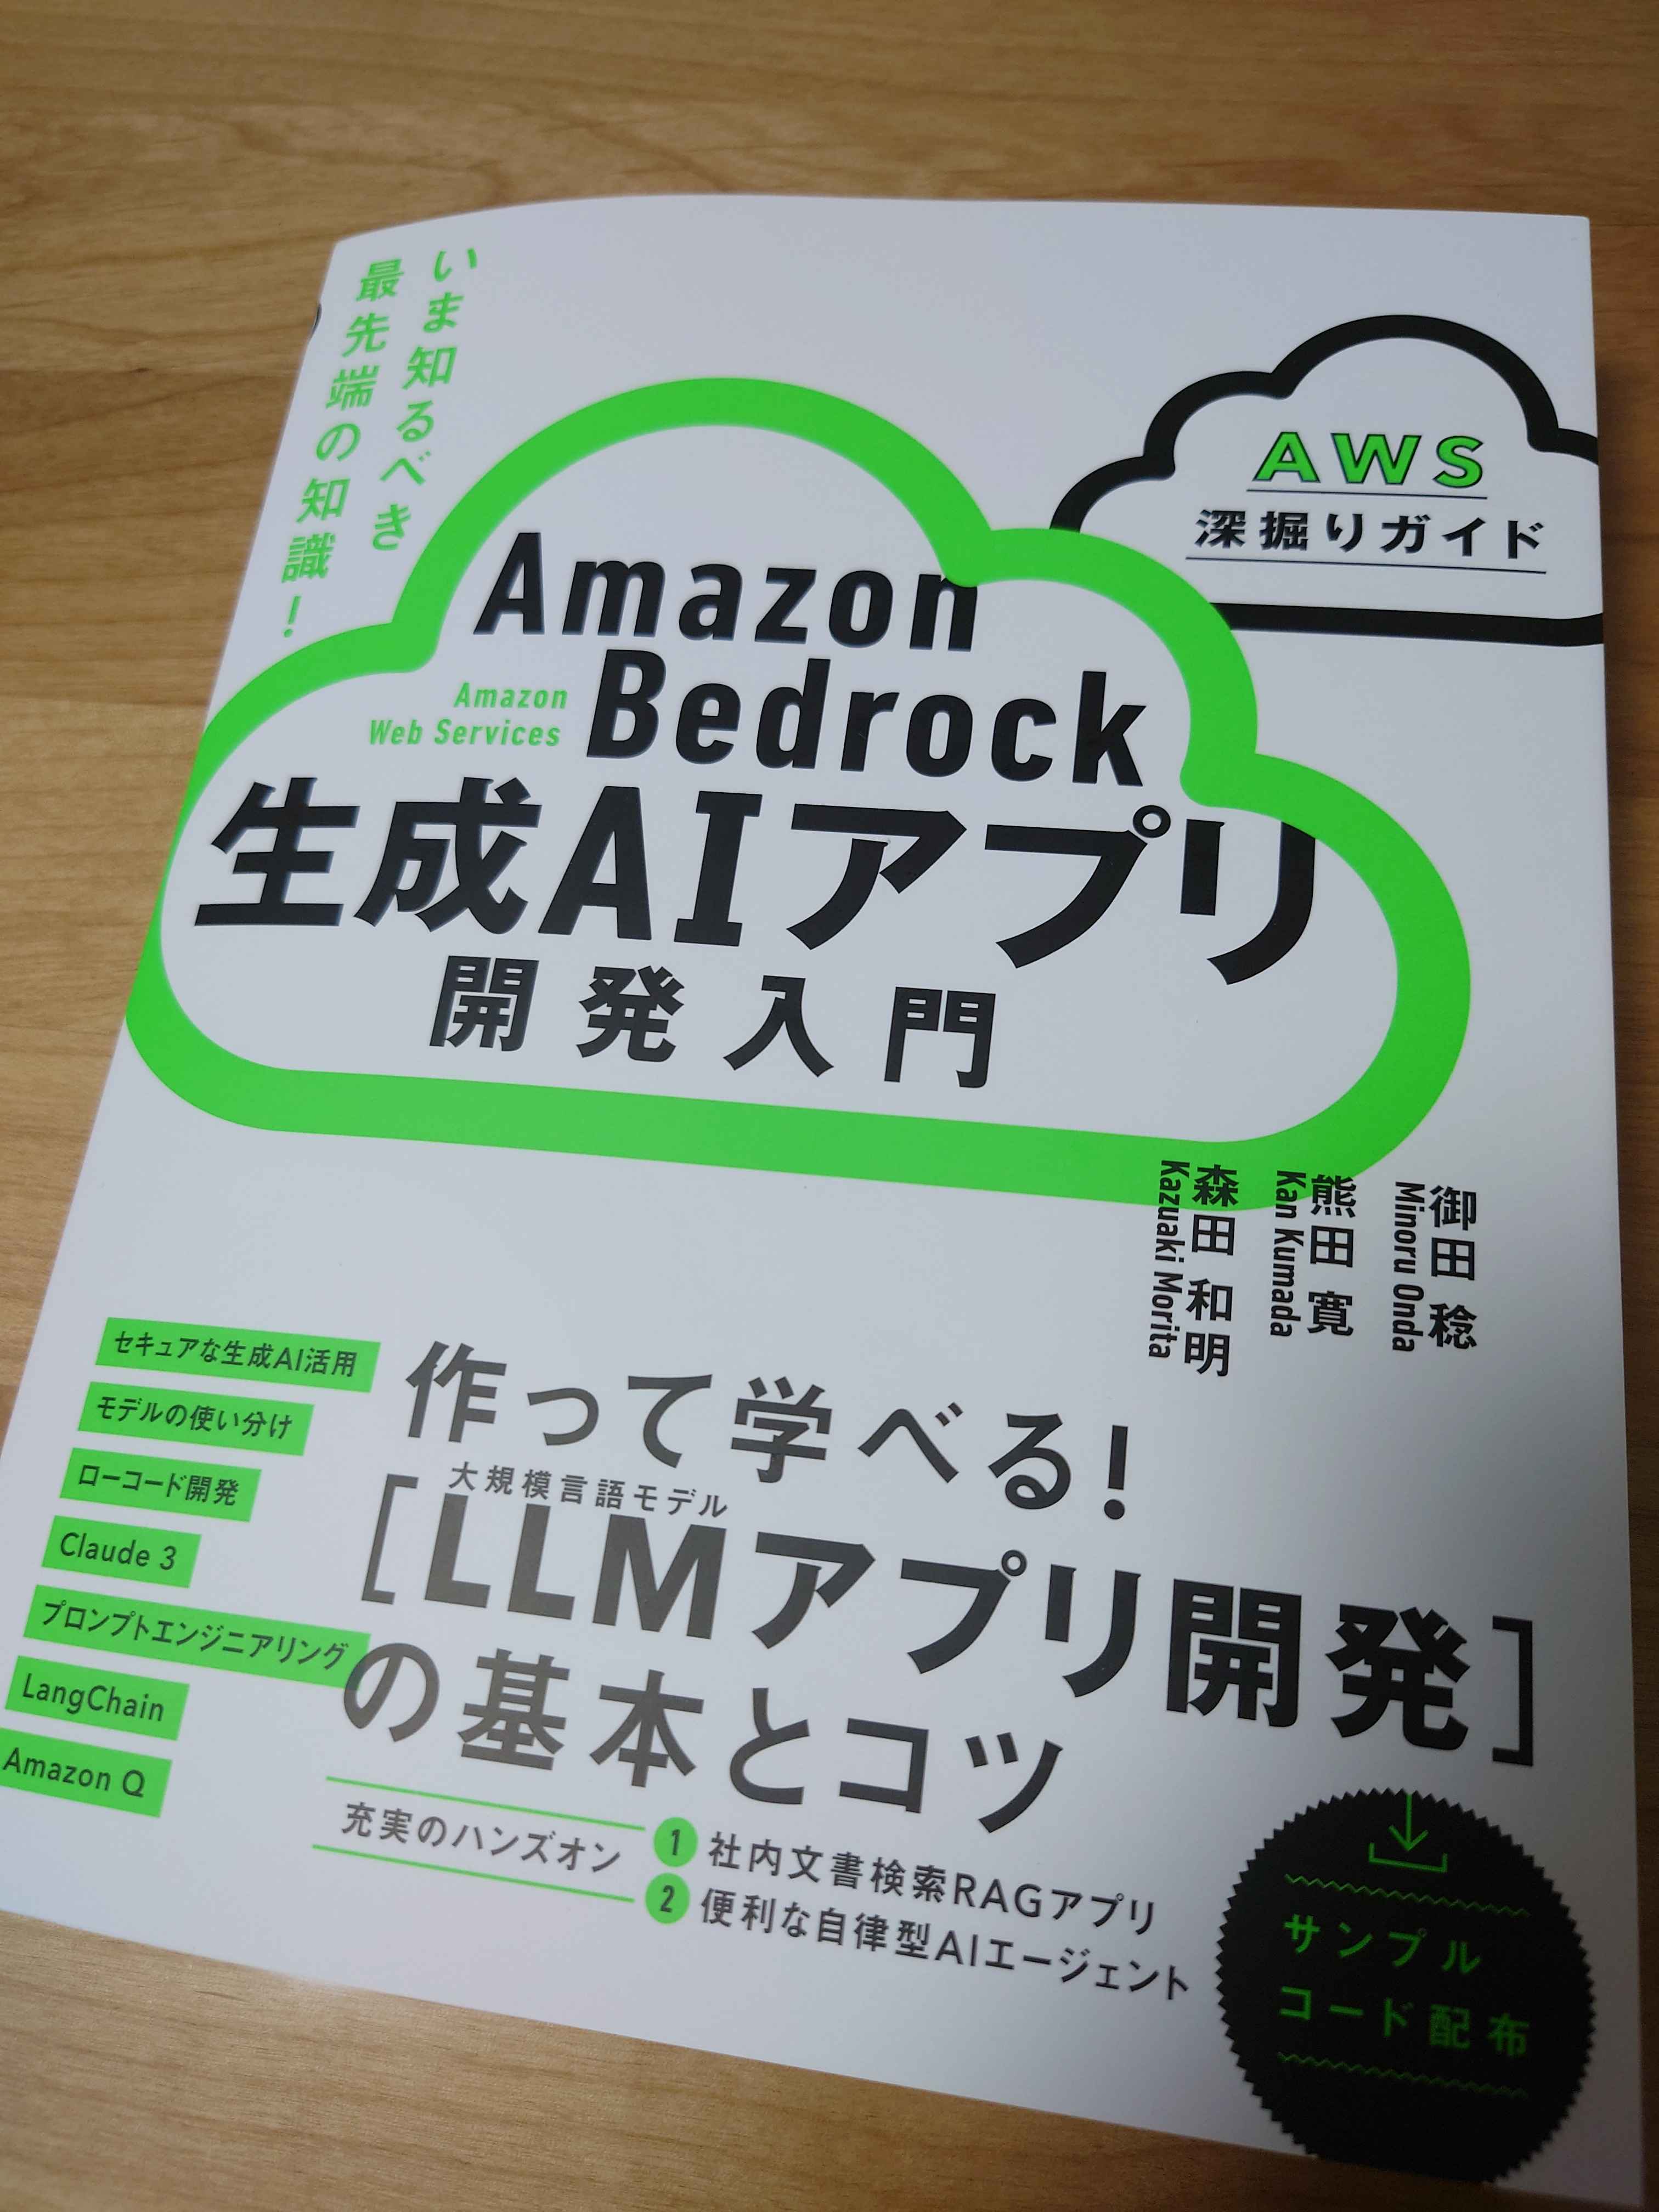 いま知るべき
最先端の知識!
AWS
深掘りガイド
Amazon
Bedrock
Amazon
Web Services
生成AIアプリ
開発入門
御田 稔
Minoru Onda
熊田 寛
Kan Kumada
森田 和明
Kazuaki Morita
セキュアな生成AI活用
モデルの使い分け
ローコード開発
Claude 3
プロンプトエンジニアリング
LangChain
Amazon Q
作って学べる!
大規模言語モデル
[LLMアプリ開発]
の基本とコツ
充実のハンズオン
1 社内文書検索RAGアプリ
2 便利な自律型AIエージェント
サンプル
コード配布